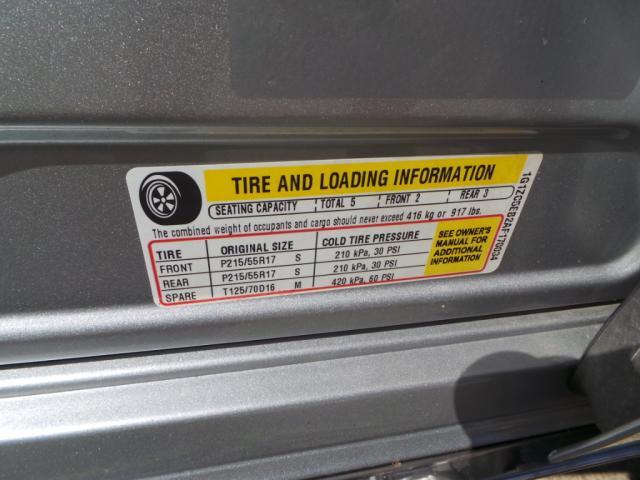 TIRE AND LOADING INFORMATION
SEATING CAPACITY TOTAL 5 FRONT 2 REAR 3
The combined weight of occupants and cargo should never exceed 416 kg or 917 lbs.
TIRE ORIGINAL SIZE COLD TIRE PRESSURE
FRONT P215/55R17 S 210 kPa, 30 PSI
REAR P215/55R17 S 210 kPa, 30 PSI
SPARE T125/70D16 M 420 kPa, 60 PSI
SEE OWNER'S
MANUAL FOR
ADDITIONAL
INFORMATION
1G1ZC5EB2AF170034